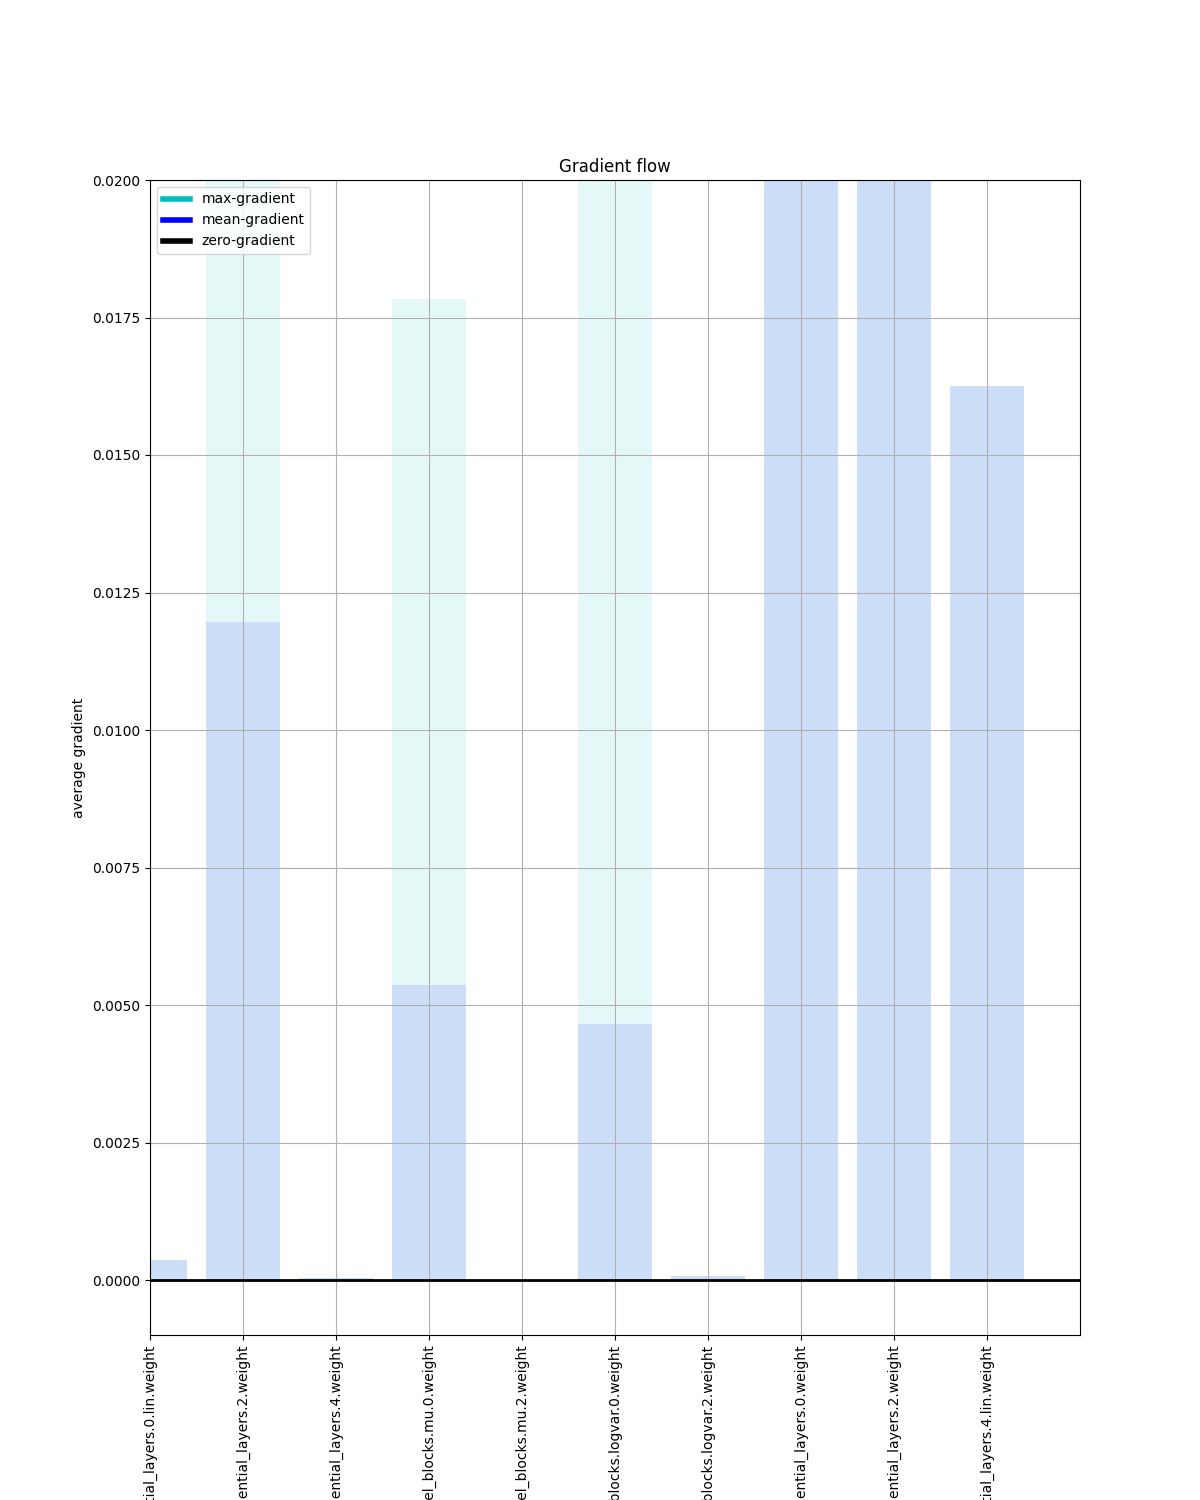 Gradient flow
max-gradient
mean-gradient
zero-gradient
average gradient
0.0200
0.0175
0.0150
0.0125
0.0100
0.0075
0.0050
0.0025
0.0000
tial_layers.0.lin.weight
ential_layers.2.weight
ential_layers.4.weight
el_blocks.mu.0.weight
el_blocks.mu.2.weight
blocks.logvar.0.weight
blocks.logvar.2.weight
ential_layers.0.weight
ential_layers.2.weight
tial_layers.4.lin.weight